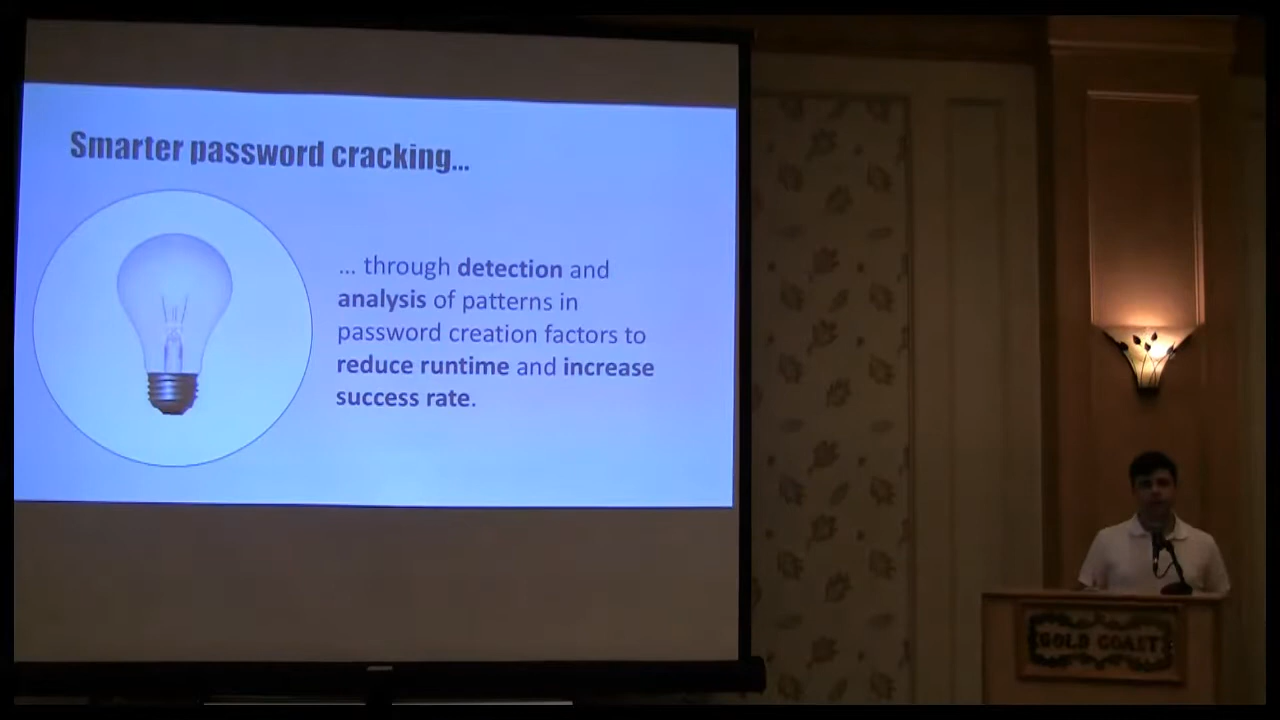 Smarter password cracking...
... through detection and
analysis of patterns in
password creation factors to
reduce runtime and increase
success rate.
GOLD COAST